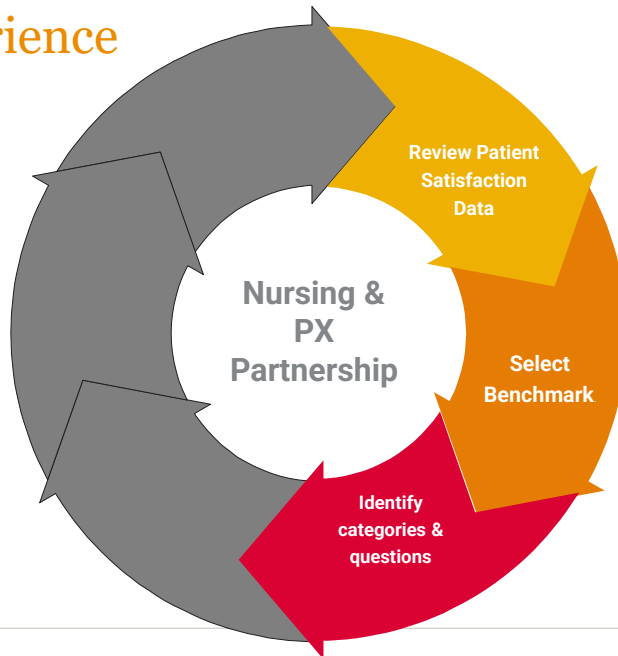 rience
Review Patient
Satisfaction
Data
Nursing &
PX
Partnership
Select
Benchmark
Identify
categories &
questions